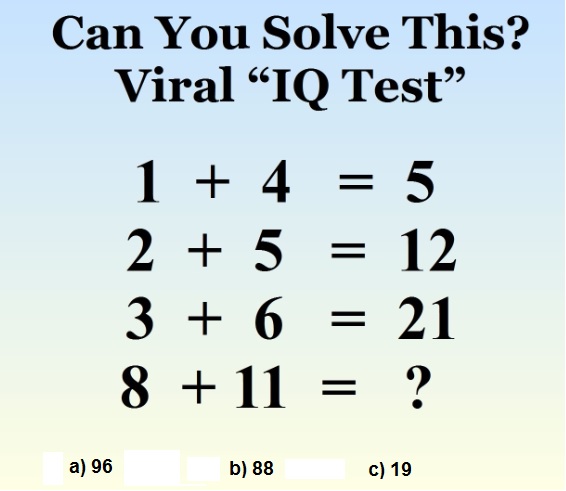 Can You Solve This?
Viral “IQ Test”
1 + 4 = 5
2 + 5 = 12
3 + 6 = 21
8 + 11 = ?
a) 96 b) 88 c) 19